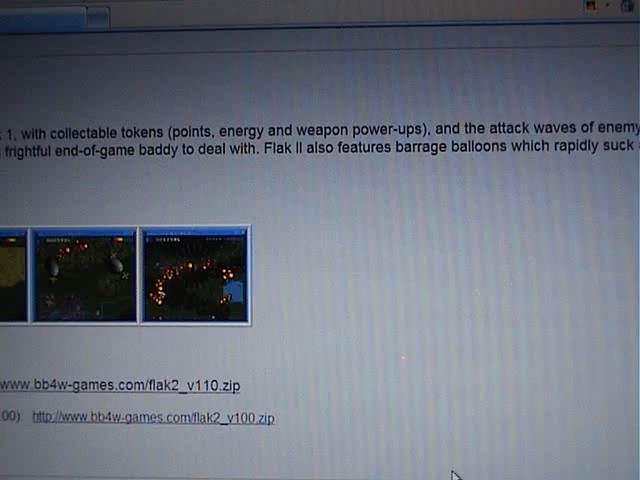 1, with collectable tokens (points, energy and weapon power-ups), and the attack waves of enemy
frightful end-of-game baddy to deal with. Flak II also features barrage balloons which rapidly suck
www.bb4w-games.com/flak2_v110.zip
00): http://www.bb4w-games.com/flak2_v100.zip